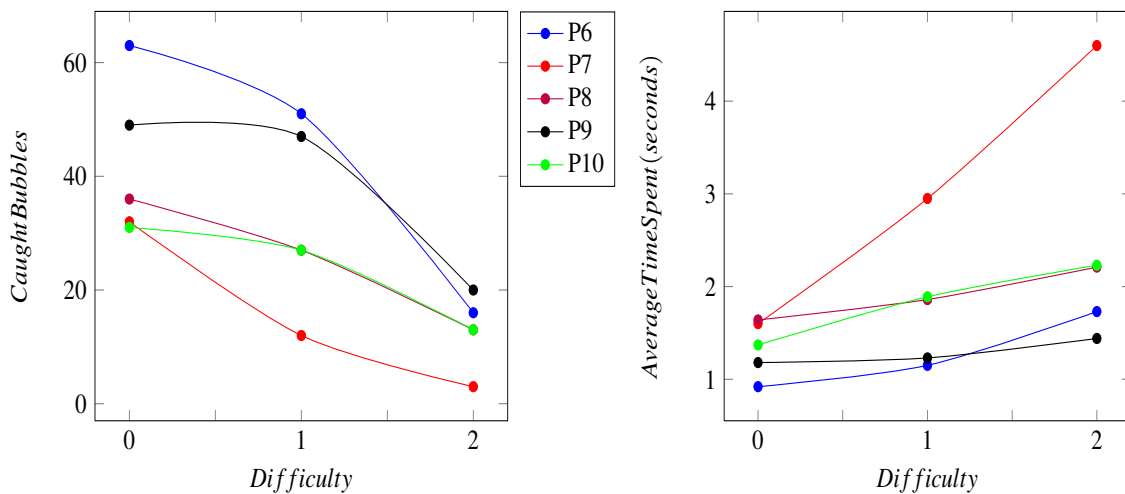 60
40
20
0
CaughtBubbles
0 1 2
Difficulty
P6
P7
P8
P9
P10
4
3
2
1
AverageTimeSpent(seconds)
0 1 2
Difficulty